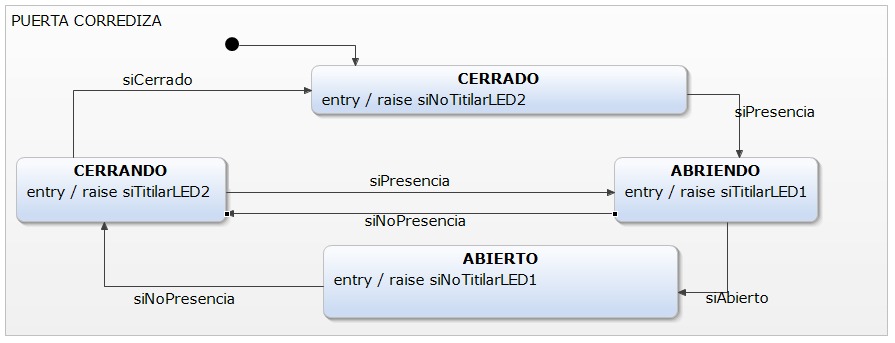 PUERTA CORREDIZA
CERRADO
entry / raise siNoTitilarLED2
siCerrado
siPresencia
CERRANDO
entry / raise siTitilarLED2
siPresencia
siNoPresencia
ABRIENDO
entry / raise siTitilarLED1
ABIERTO
entry / raise siNoTitilarLED1
siNoPresencia
siAbierto